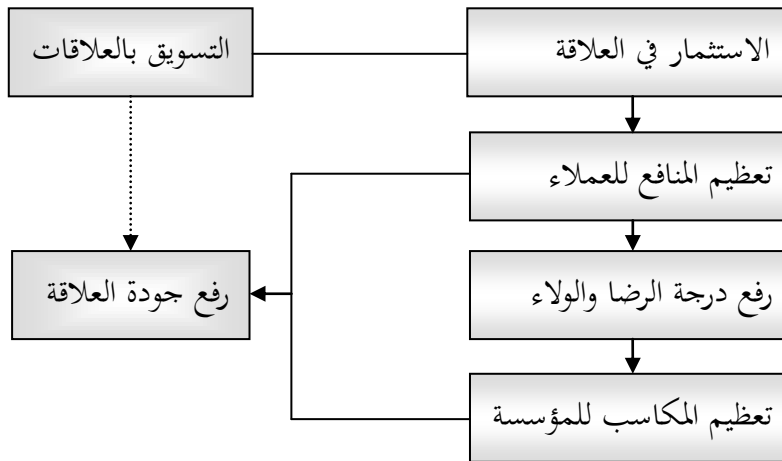 الاستثمار في العلاقة
التسويق بالعلاقات
تعظيم المنافع للعملاء
رفع درجة الرضا والولاء
رفع جودة العلاقة
تعظيم المكاسب للمؤسسة